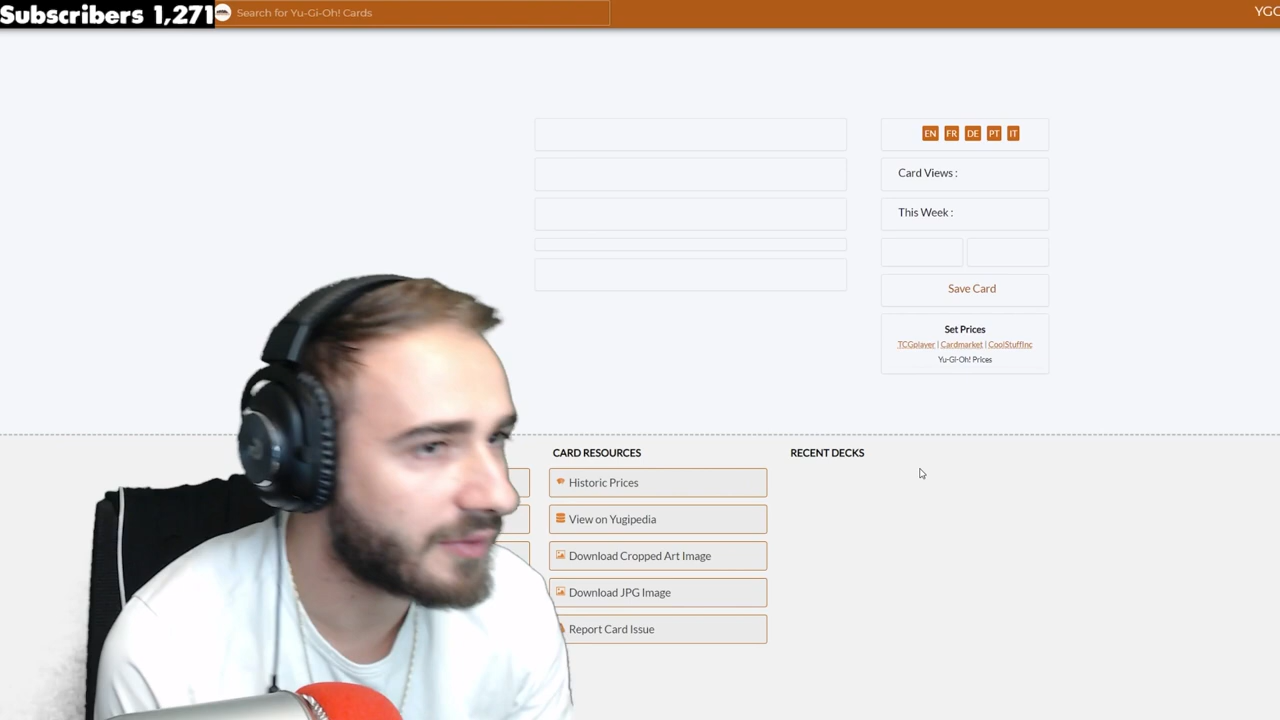 Subscribers 1,271
Search for Yu-Gi-Oh! Cards
YGO
EN FR DE PT IT
Card Views :
This Week :
Save Card
Set Prices
TCGplayer | Cardmarket | CoolStuffInc
Yu-Gi-Oh! Prices
CARD RESOURCES
RECENT DECKS
Historic Prices
View on Yugipedia
Download Cropped Art Image
Download JPG Image
Report Card Issue